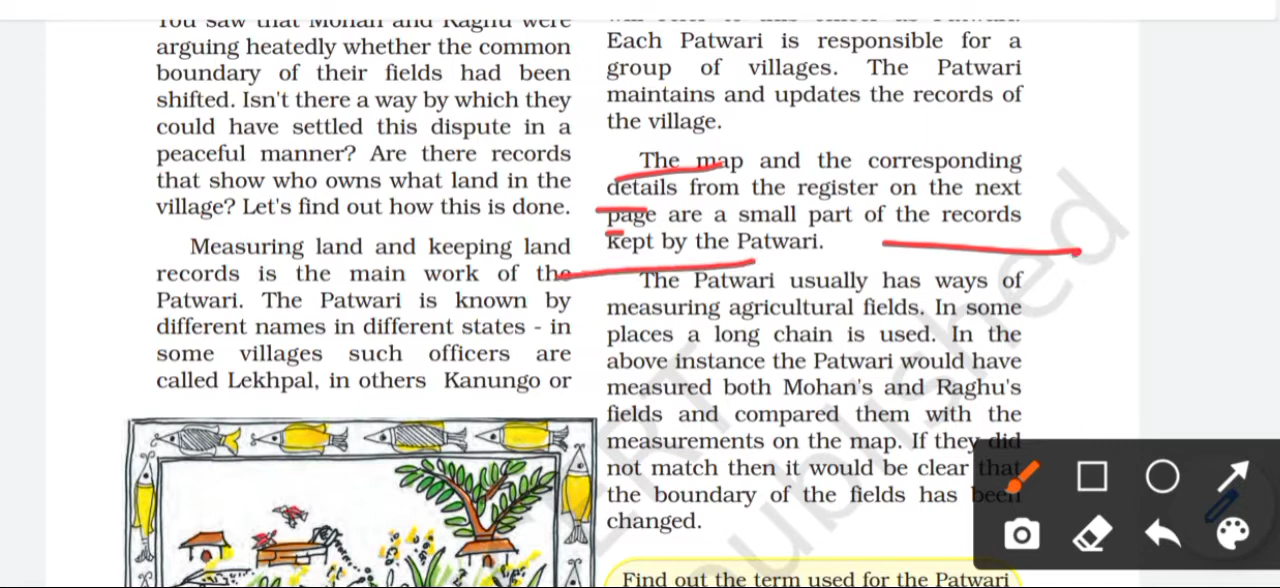 You saw that Mohan and Raghu were
arguing heatedly whether the common
boundary of their fields had been
shifted. Isn't there a way by which they
could have settled this dispute in a
peaceful manner? Are there records
that show who owns what land in the
village? Let's find out how this is done.
Measuring land and keeping land
records is the main work of the
Patwari. The Patwari is known by
different names in different states - in
some villages such officers are
called Lekhpal, in others Kanungo or
Each Patwari is responsible for a
group of villages. The Patwari
maintains and updates the records of
the village.
The map and the corresponding
details from the register on the next
page are a small part of the records
kept by the Patwari.
The Patwari usually has ways of
measuring agricultural fields. In some
places a long chain is used. In the
above instance the Patwari would have
measured both Mohan's and Raghu's
fields and compared them with the
measurements on the map. If they did
not match then it would be clear that
the boundary of the fields has been
changed.
Find out the term used for the Patwari